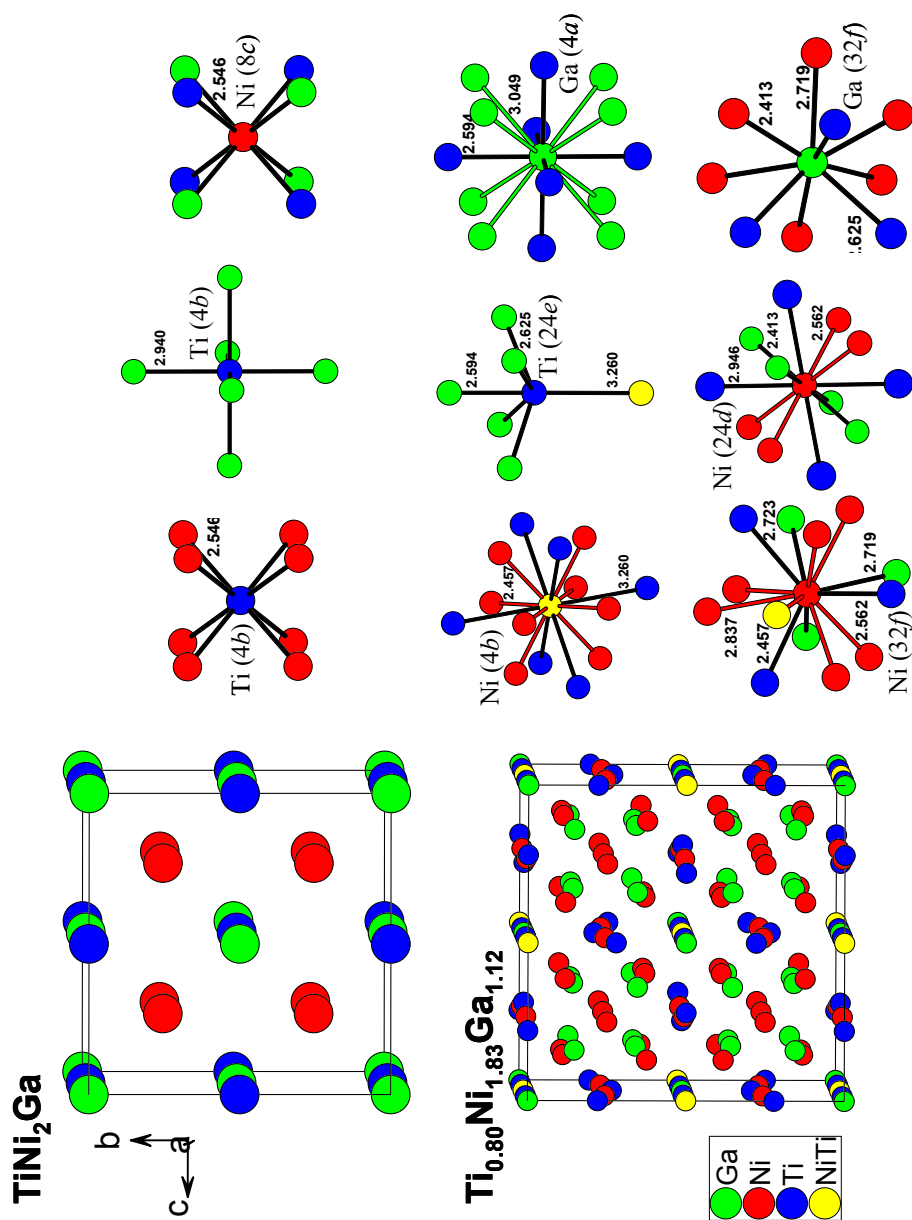 TiNi2Ga
b
a
c
2.546
Ti (4b)
2.940
Ti (4b)
2.546
Ni (8c)
Ti0.80Ni1.83Ga1.12
Ga
Ni
Ti
NiTi
2.457
3.260
Ni (4b)
2.594
2.625
Ti (24e)
3.260
2.594
3.049
Ga (4a)
2.837
2.457
2.723
2.719
2.562
Ni (32f)
2.946
2.413
2.562
Ni (24d)
2.413
2.719
Ga (32f)
2.625